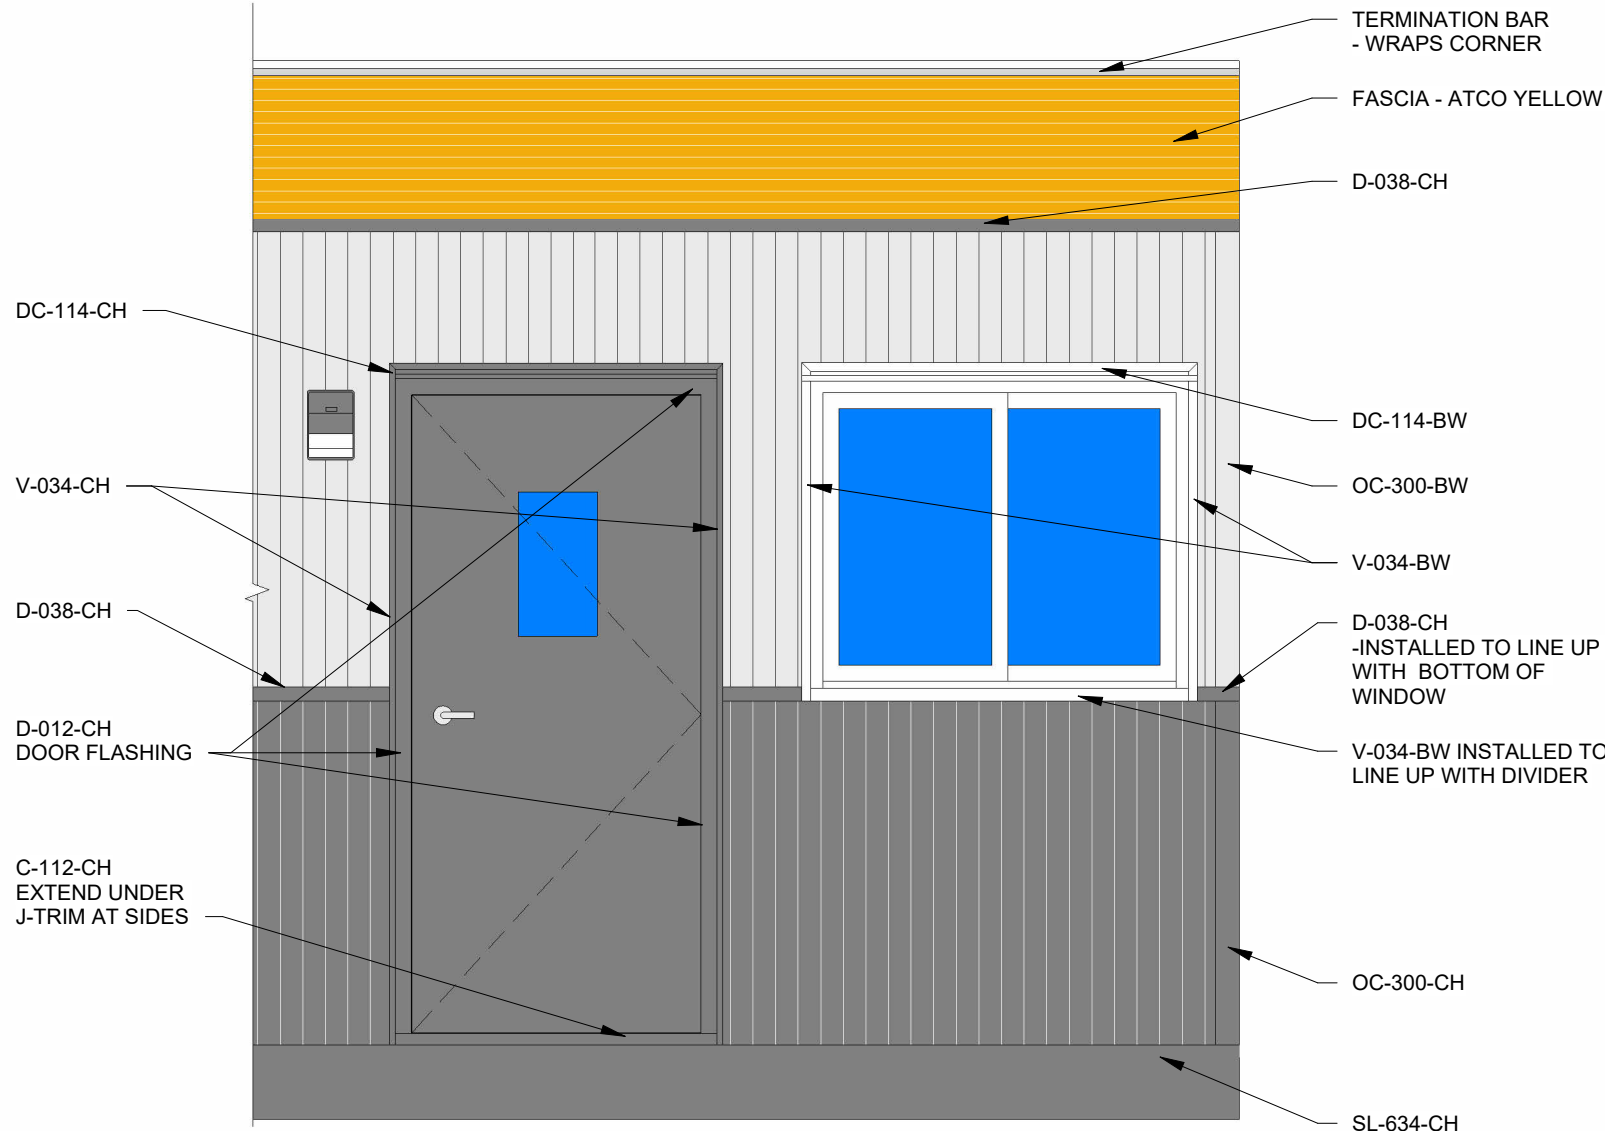 TERMINATION BAR
- WRAPS CORNER
FASCIA - ATCO YELLOW
D-038-CH
DC-114-CH
V-034-CH
D-038-CH
D-012-CH
DOOR FLASHING
C-112-CH
EXTEND UNDER
J-TRIM AT SIDES
DC-114-BW
OC-300-BW
V-034-BW
D-038-CH
-INSTALLED TO LINE UP
WITH BOTTOM OF
WINDOW
V-034-BW INSTALLED TO
LINE UP WITH DIVIDER
OC-300-CH
SL-634-CH